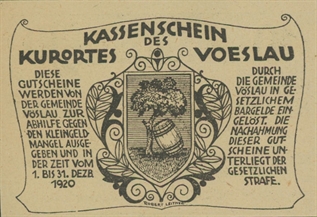 KASSENSCHEIN
DES
KURORTES VOESLAU
DIESE
GUTSCHEINE
WERDEN VON
DER GEMEINDE
VÖSLAU ZUR
ABHILFE GEGEN
DEN KLEINGELD
MANGEL AUSGE-
GEBEN UND IN
DER ZEIT VOM
1. BIS 31. DEZB.
1920
DURCH
DIE GEMEINDE
VÖSLAU IN GE-
SETZLICHEM
BARGELDE EIN-
GELÖST. DIE
NACHAHMUNG
DIESER GUT-
SCHEINE UN-
TERLIEGT DER
GESETZLICHEN
STRAFE.